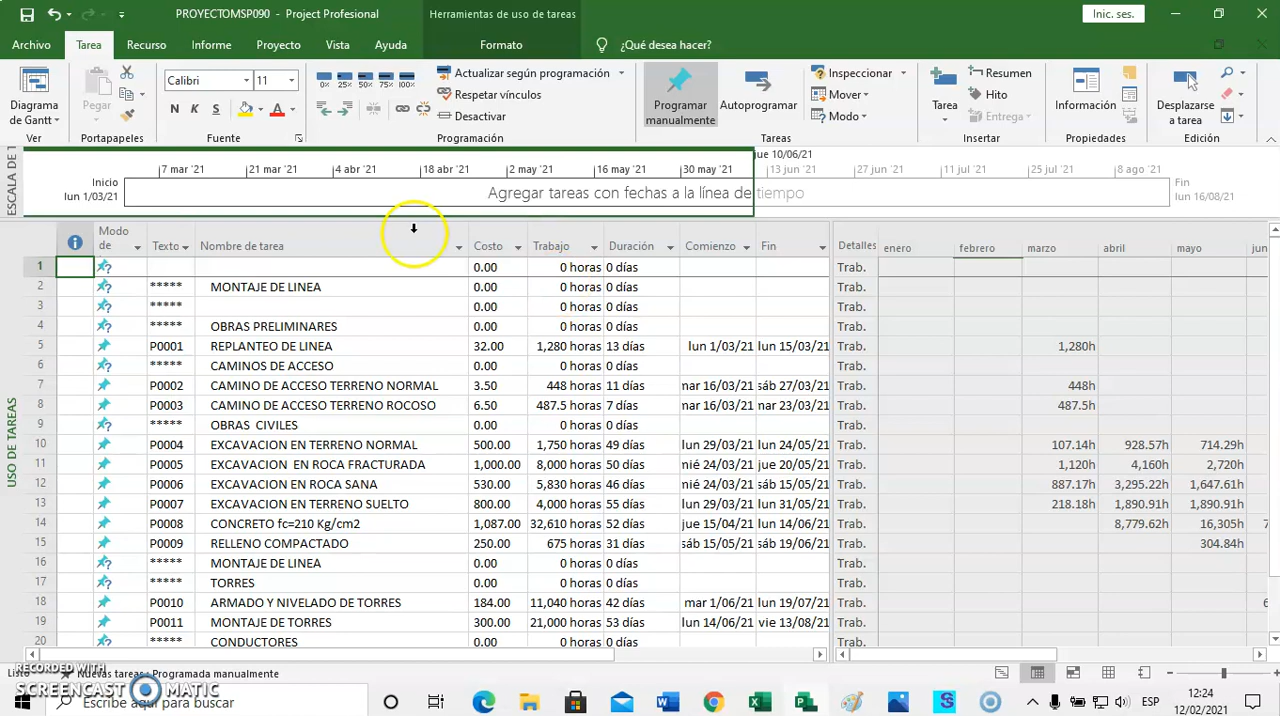 PROYECTOMSP090 - Project Profesional
Herramientas de uso de tareas
Inic. ses.
Archivo Tarea Recurso Informe Proyecto Vista Ayuda Formato ¿Qué desea hacer?
Diagrama de Gantt
Ver
Pegar
Portapapeles
Calibri 11
N K S A
Fuente
0% 25% 50% 75% 100%
Actualizar según programación
Respetar vínculos
Desactivar
Programación
Programar manualmente
Autoprogramar
Inspeccionar
Mover
Modo
Tareas
Tarea
Resumen
Hito
Entrega
Insertar
Información
Propiedades
Desplazarse a tarea
Edición
ESCALA DE T
jue 10/06/21
7 mar '21 21 mar '21 4 abr '21 18 abr '21 2 may '21 16 may '21 30 may '21 13 jun '21 27 jun '21 11 jul '21 25 jul '21 8 ago '21
Inicio
lun 1/03/21
Agregar tareas con fechas a la línea de tiempo
Fin
lun 16/08/21
USO DE TAREAS
Modo de Texto Nombre de tarea Costo Trabajo Duración Comienzo Fin Detalles enero febrero marzo abril mayo jun
1 0.00 0 horas 0 días Trab.
2 ***** MONTAJE DE LINEA 0.00 0 horas 0 días Trab.
3 ***** 0.00 0 horas 0 días Trab.
4 ***** OBRAS PRELIMINARES 0.00 0 horas 0 días Trab.
5 P0001 REPLANTEO DE LINEA 32.00 1,280 horas 13 días lun 1/03/21 lun 15/03/21 Trab. 1,280h
6 ***** CAMINOS DE ACCESO 0.00 0 horas 0 días Trab.
7 P0002 CAMINO DE ACCESO TERRENO NORMAL 3.50 448 horas 11 días mar 16/03/21 sáb 27/03/21 Trab. 448h
8 P0003 CAMINO DE ACCESO TERRENO ROCOSO 6.50 487.5 horas 7 días mar 16/03/21 mar 23/03/21 Trab. 487.5h
9 ***** OBRAS CIVILES 0.00 0 horas 0 días Trab.
10 P0004 EXCAVACION EN TERRENO NORMAL 500.00 1,750 horas 49 días lun 29/03/21 lun 24/05/21 Trab. 107.14h 928.57h 714.29h
11 P0005 EXCAVACION EN ROCA FRACTURADA 1,000.00 8,000 horas 50 días mié 24/03/21 jue 20/05/21 Trab. 1,120h 4,160h 2,720h
12 P0006 EXCAVACION EN ROCA SANA 530.00 5,830 horas 46 días mié 24/03/21 sáb 15/05/21 Trab. 887.17h 3,295.22h 1,647.61h
13 P0007 EXCAVACION EN TERRENO SUELTO 800.00 4,000 horas 55 días lun 29/03/21 lun 31/05/21 Trab. 218.18h 1,890.91h 1,890.91h
14 P0008 CONCRETO fc=210 Kg/cm2 1,087.00 32,610 horas 52 días jue 15/04/21 lun 14/06/21 Trab. 8,779.62h 16,305h 7
15 P0009 RELLENO COMPACTADO 250.00 675 horas 31 días sáb 15/05/21 sáb 19/06/21 Trab. 304.84h
16 ***** MONTAJE DE LINEA 0.00 0 horas 0 días Trab.
17 ***** TORRES 0.00 0 horas 0 días Trab.
18 P0010 ARMADO Y NIVELADO DE TORRES 184.00 11,040 horas 42 días mar 1/06/21 lun 19/07/21 Trab. 6
19 P0011 MONTAJE DE TORRES 300.00 21,000 horas 53 días lun 14/06/21 vie 13/08/21 Trab.
20 ***** CONDUCTORES 0.00 0 horas 0 días Trab.
Listo Nuevas tareas : Programada manualmente
RECORDED WITH
SCREENCAST MATIC
Escribe aquí para buscar
ESP
12:24
12/02/2021